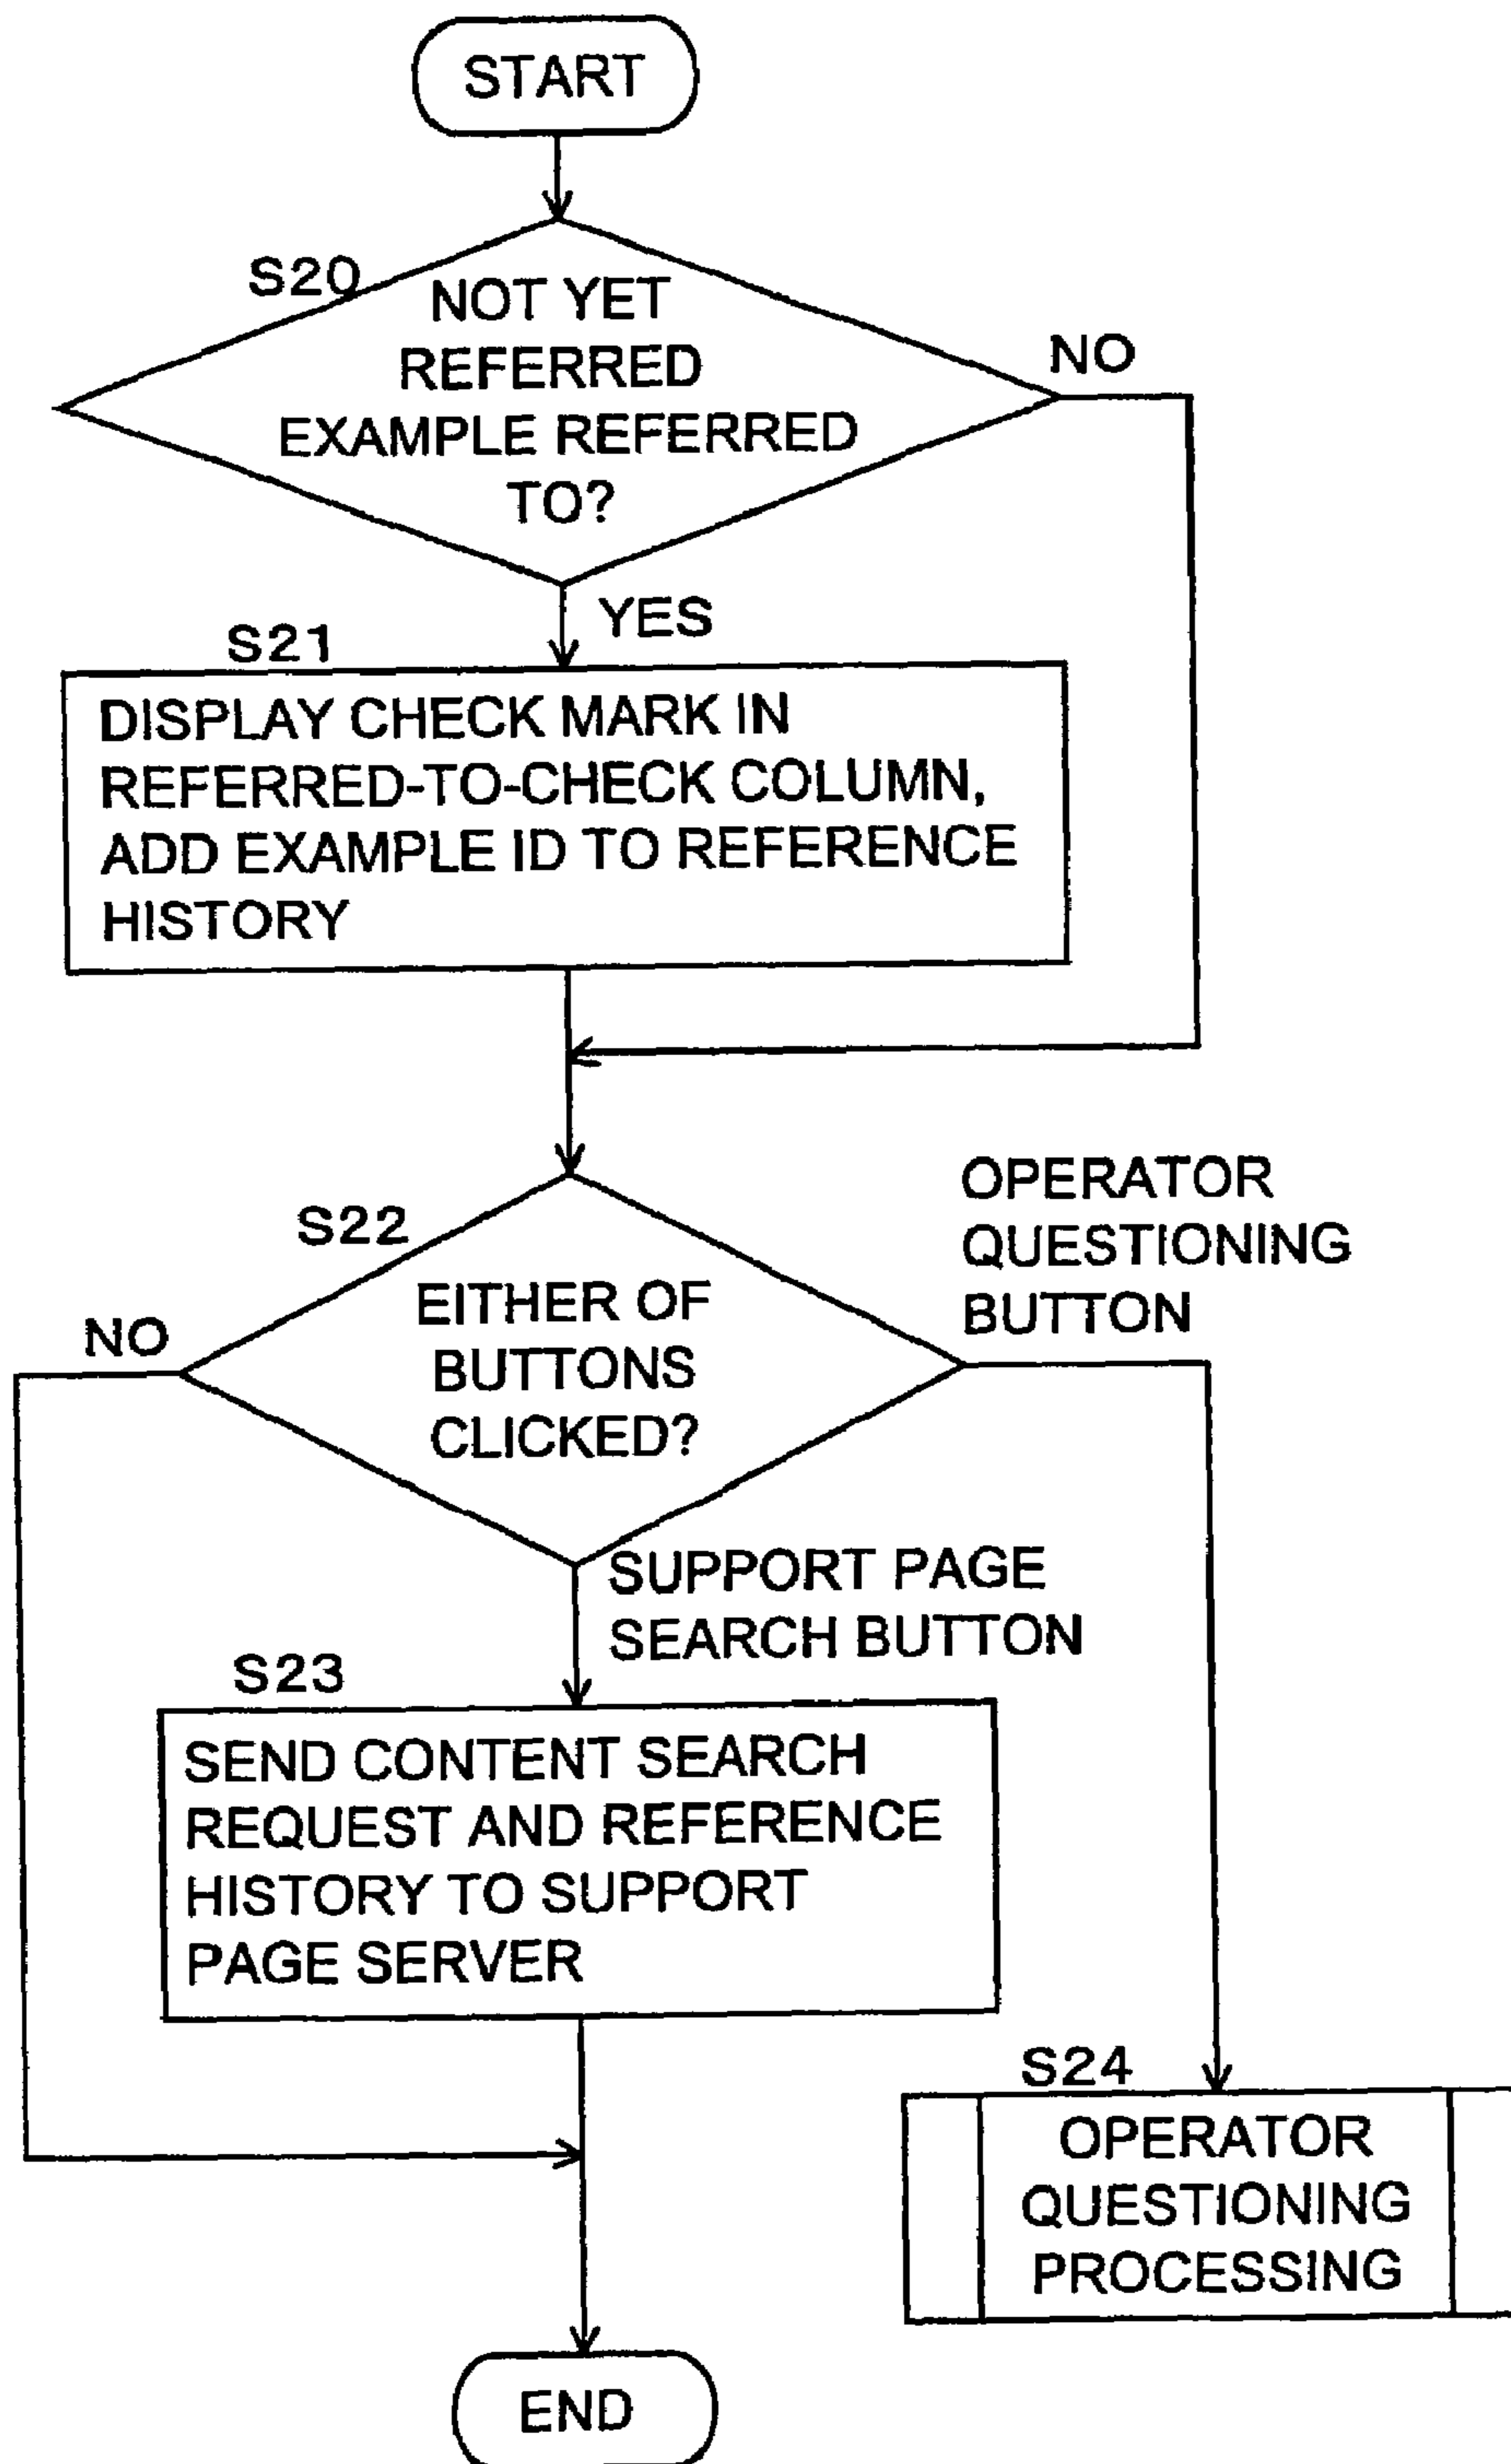 START
S20
NOT YET
REFERRED
EXAMPLE REFERRED
TO?
NO
YES
S21
DISPLAY CHECK MARK IN
REFERRED-TO-CHECK COLUMN,
ADD EXAMPLE ID TO REFERENCE
HISTORY
S22
EITHER OF
BUTTONS
CLICKED?
NO
OPERATOR
QUESTIONING
BUTTON
SUPPORT PAGE
SEARCH BUTTON
S23
SEND CONTENT SEARCH
REQUEST AND REFERENCE
HISTORY TO SUPPORT
PAGE SERVER
S24
OPERATOR
QUESTIONING
PROCESSING
END